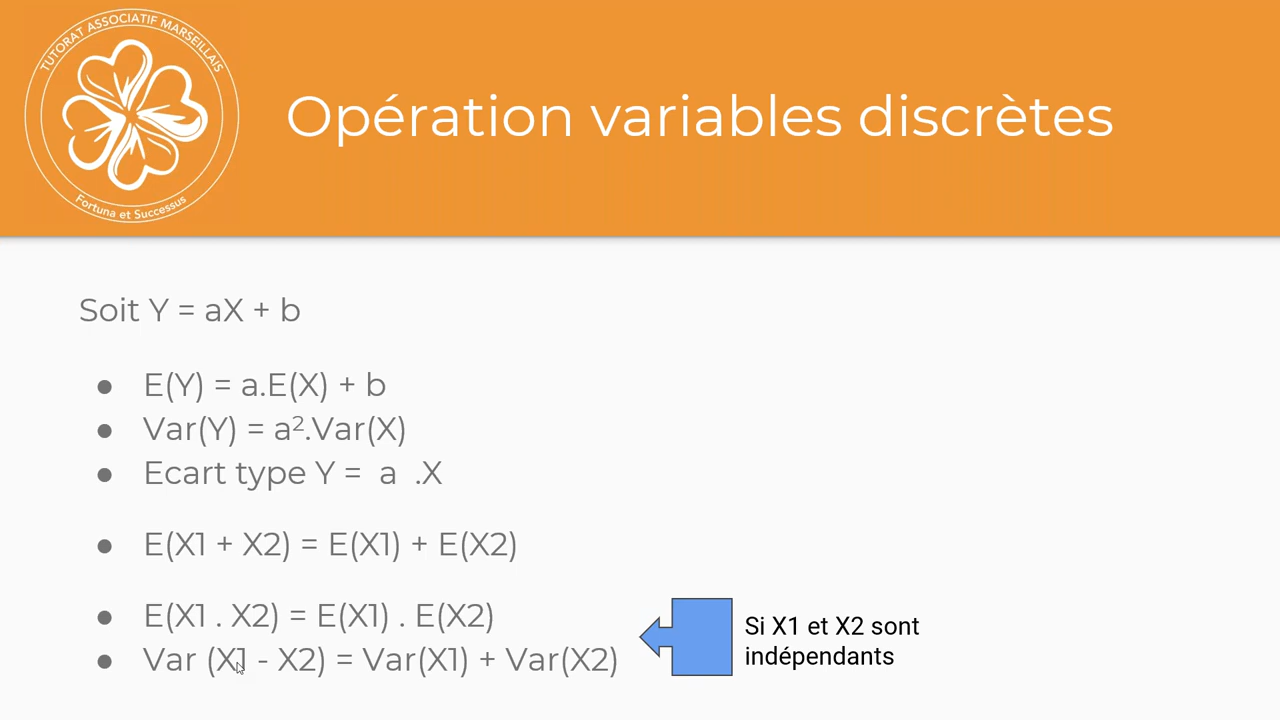 TUTORAT ASSOCIATIF MARSEILLAIS
Fortuna et Successus
Opération variables discrètes
Soit Y = aX + b
● E(Y) = a.E(X) + b
● Var(Y) = a².Var(X)
● Ecart type Y = a .X
● E(X1 + X2) = E(X1) + E(X2)
● E(X1 . X2) = E(X1) . E(X2)
● Var (X1 - X2) = Var(X1) + Var(X2)
Si X1 et X2 sont
indépendants